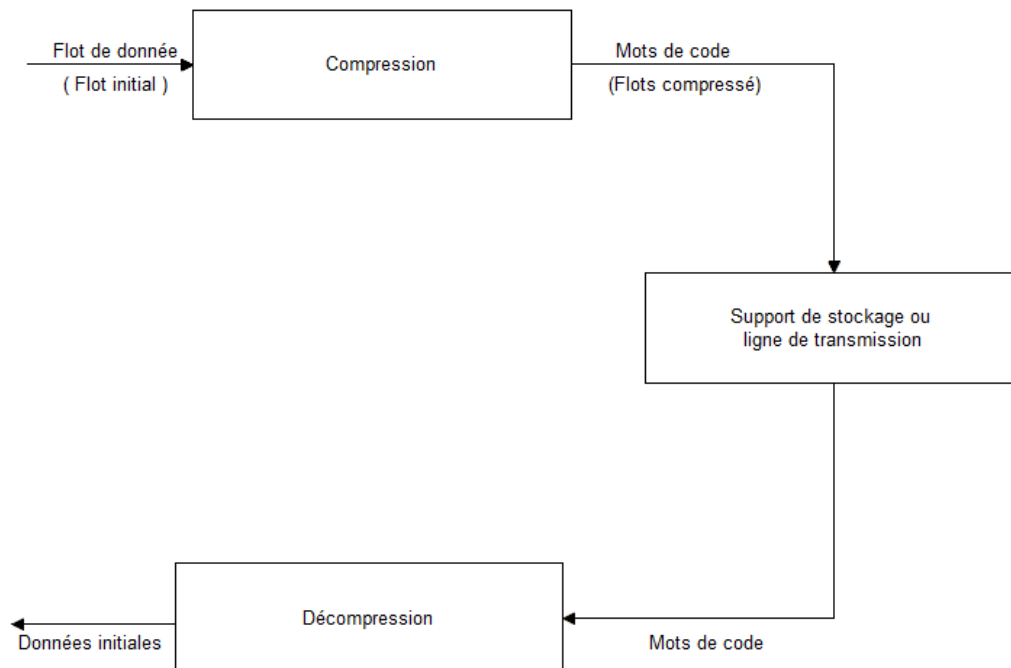 Flot de donnée
( Flot initial )
Compression
Mots de code
(Flots compressé)
Support de stockage ou
ligne de transmission
Décompression
Données initiales
Mots de code